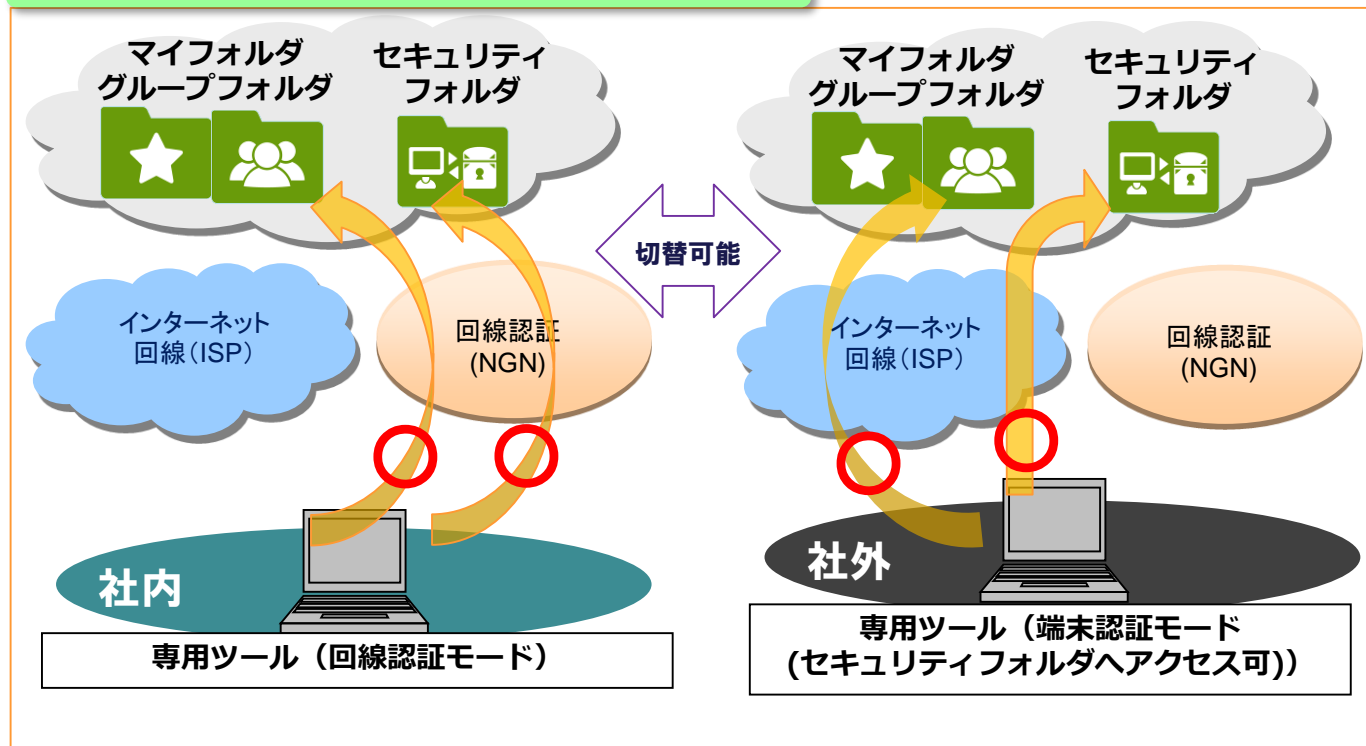 マイフォルダ
グループフォルダ
セキュリティ
フォルダ
インターネット
回線（ISP）
回線認証
(NGN)
社内
専用ツール（回線認証モード）
切替可能
マイフォルダ
グループフォルダ
セキュリティ
フォルダ
インターネット
回線（ISP）
回線認証
(NGN)
社外
専用ツール（端末認証モード
(セキュリティフォルダへアクセス可)）